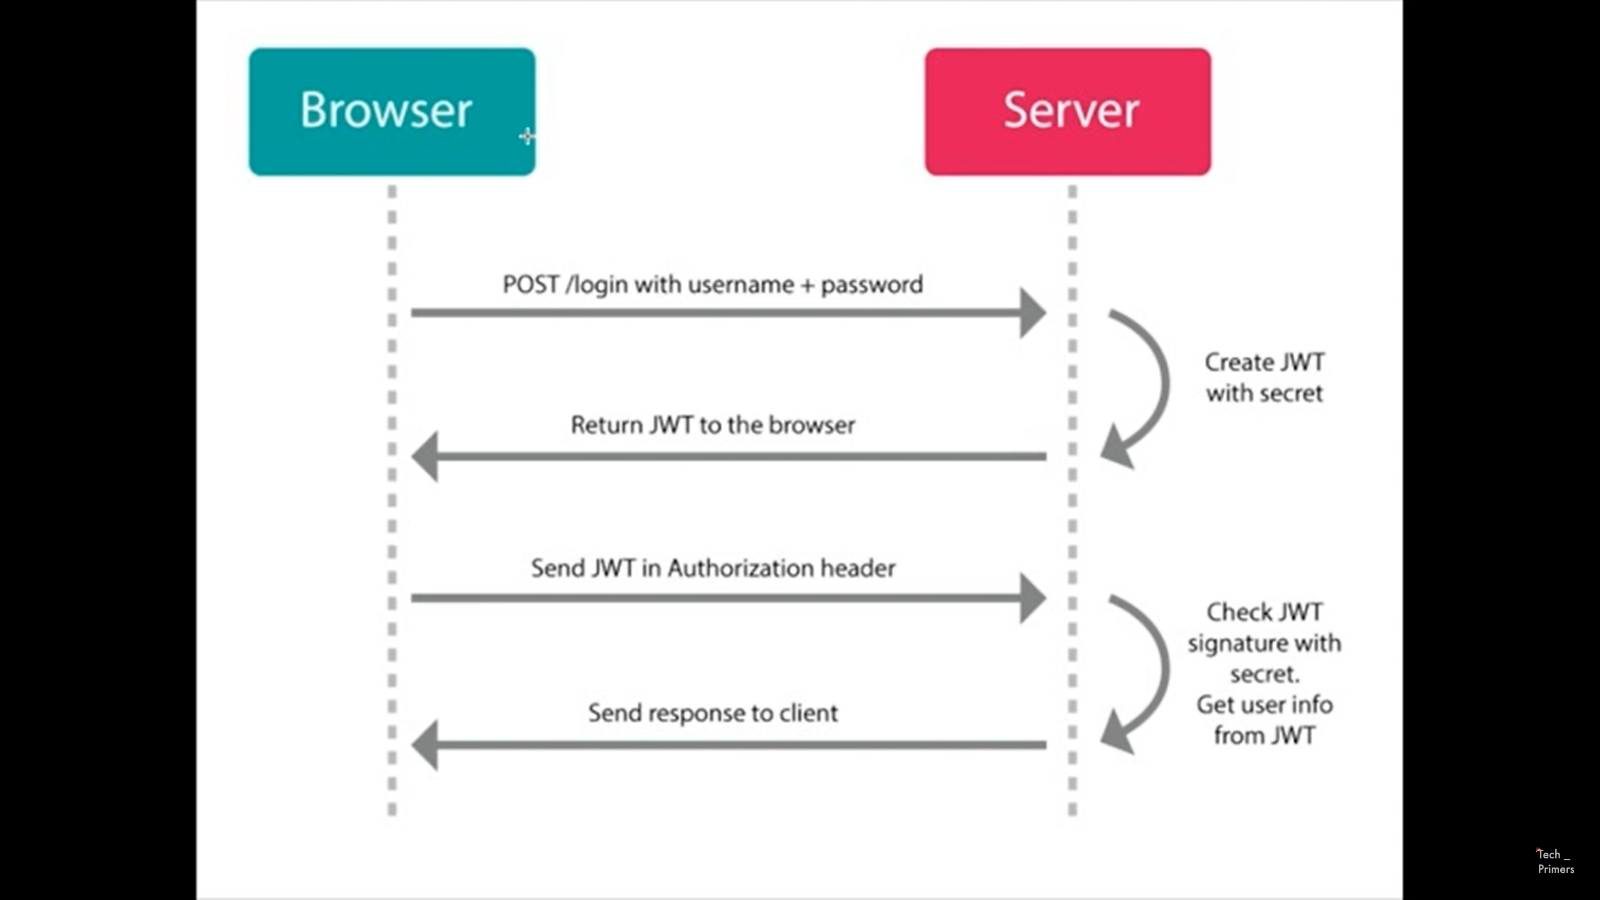 Browser
Server
POST /login with username + password
Create JWT
with secret
Return JWT to the browser
Send JWT in Authorization header
Check JWT
signature with
secret.
Get user info
from JWT
Send response to client
Tech _
Primers